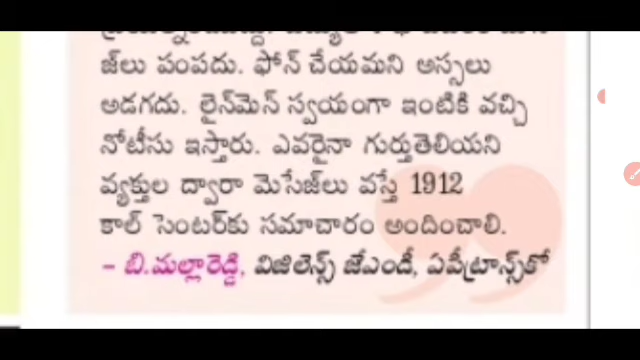 జ్‌లు పంపదు. ఫోన్ చేయమని అస్సలు
అడగదు. లైన్‌మెన్ స్వయంగా ఇంటికి వచ్చి
నోటీసు ఇస్తారు. ఎవరైనా గుర్తుతెలియని
వ్యక్తుల ద్వారా మెసేజ్‌లు వస్తే 1912
కాల్ సెంటర్‌కు సమాచారం అందించాలి.
– బి.మల్లారెడ్డి, విజిలెన్స్ జేఎండీ, ఏపీట్రాన్స్‌కో